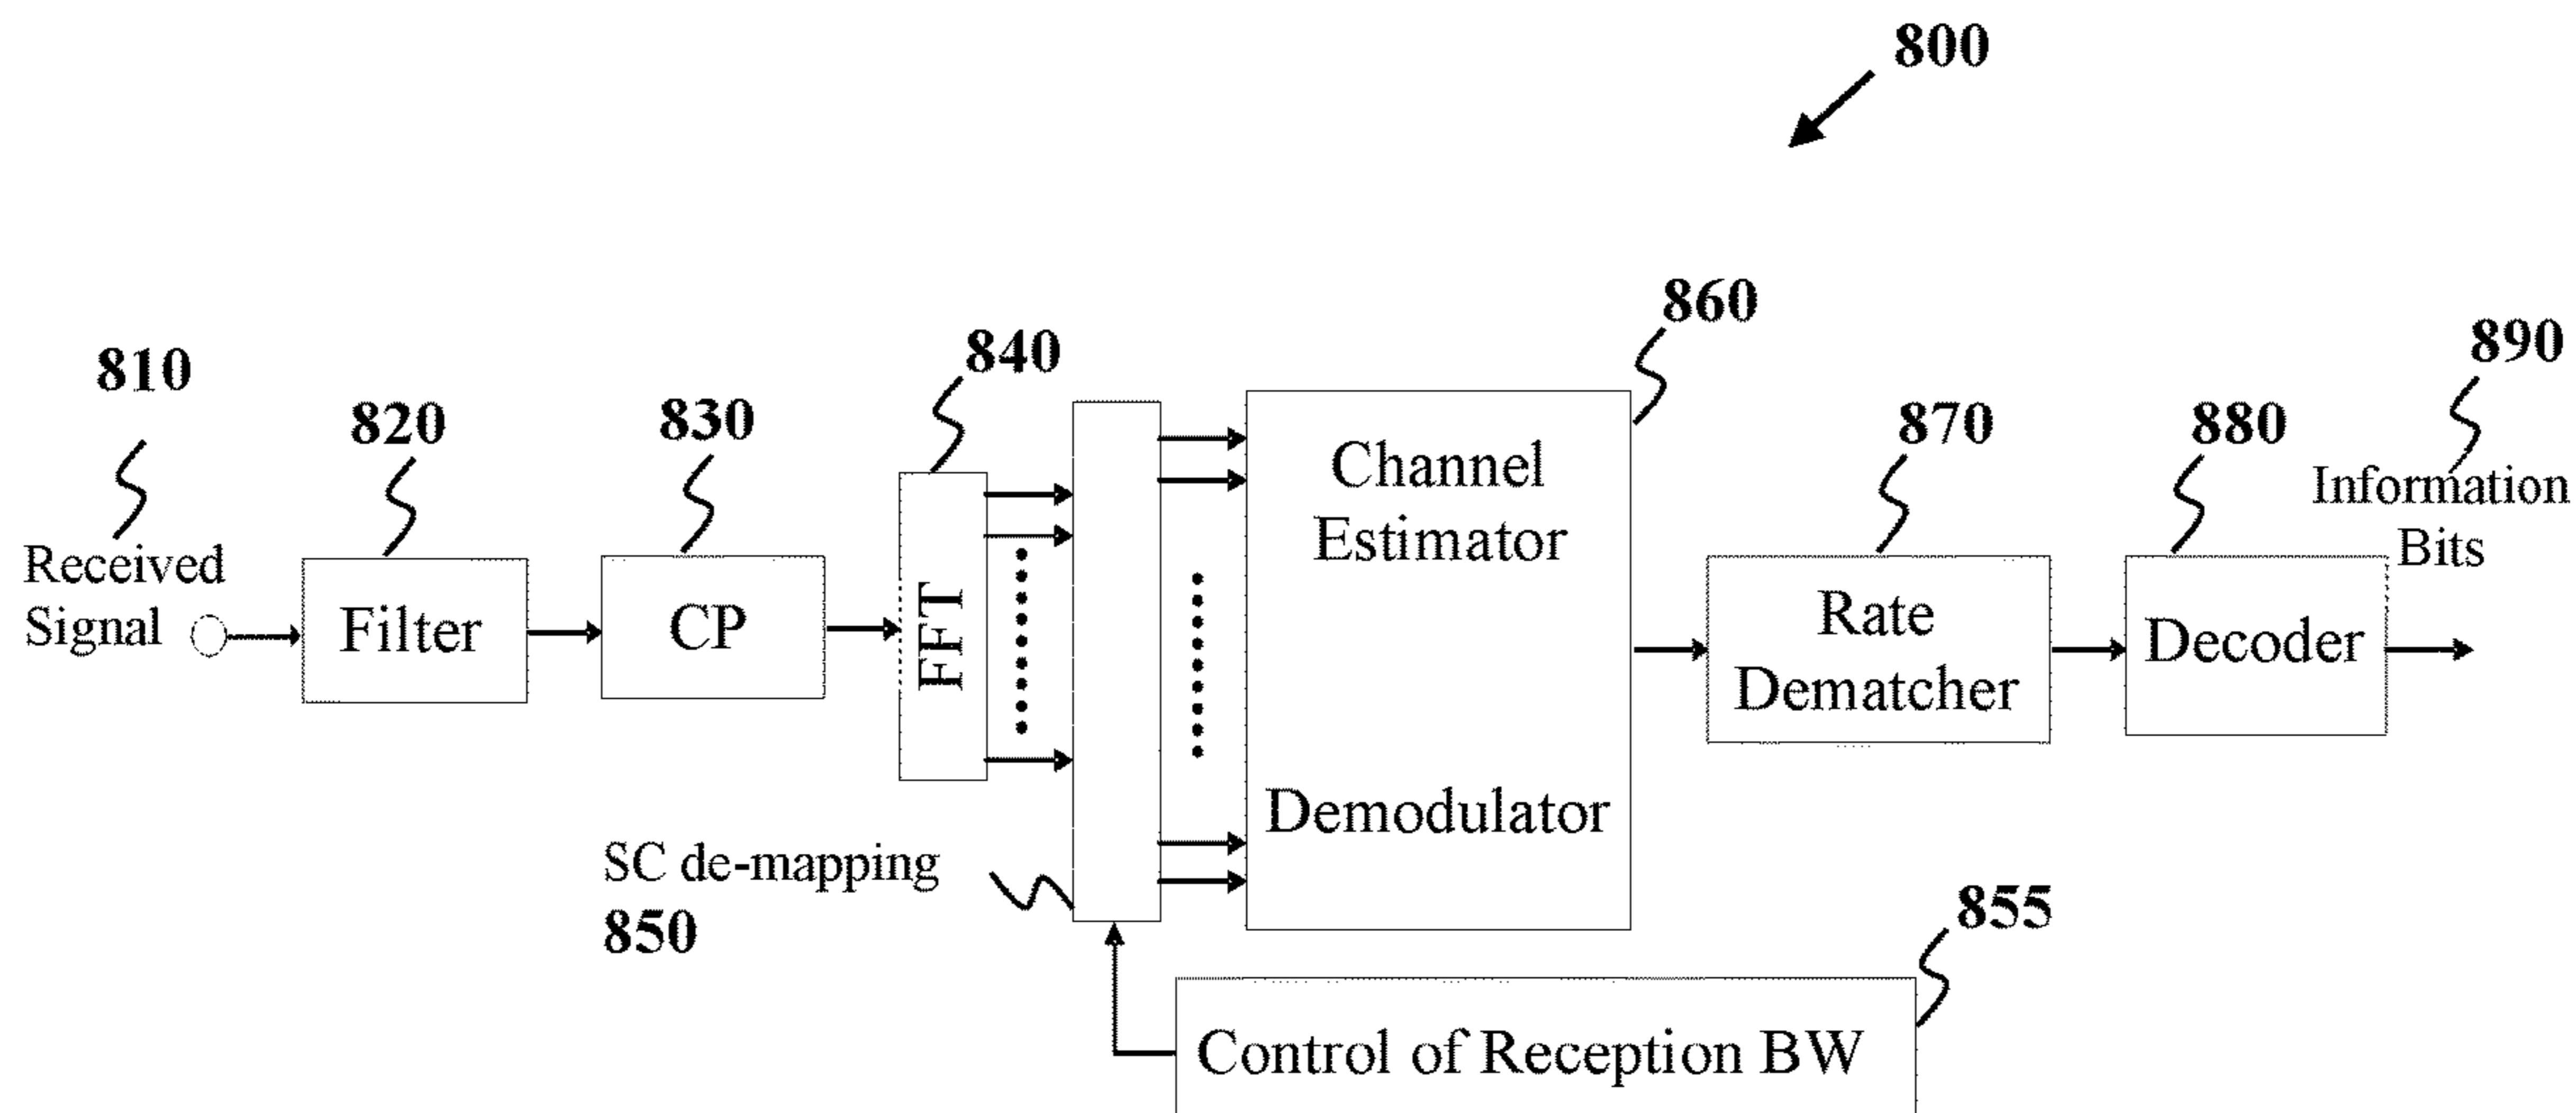 800
860
890
840
810
830
820
870
880
Information
Bits
Received
Signal
Filter
CP
FFT
Channel
Estimator
Demodulator
Rate
Dematcher
Decoder
SC de-mapping
850
855
Control of Reception BW